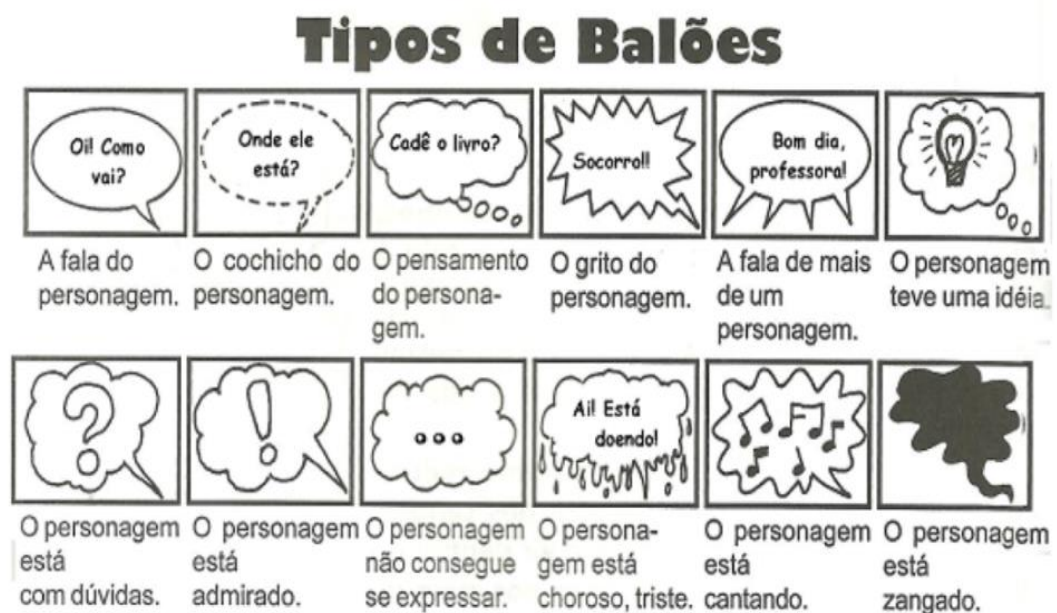 Tipos de Balões
Oi! Como
vai?
Onde ele
está?
Cadê o livro?
Socorro!!
Bom dia,
professora!
A fala do
personagem.
O cochicho do
personagem.
O pensamento
do persona-
gem.
O grito do
personagem.
A fala de mais
de um
personagem.
O personagem
teve uma idéia.
?
!
...
Ai! Está
doendo!
O personagem
está
com dúvidas.
O personagem
está
admirado.
O personagem
não consegue
se expressar.
O persona-
gem está
choroso, triste.
O personagem
está
cantando.
O personagem
está
zangado.